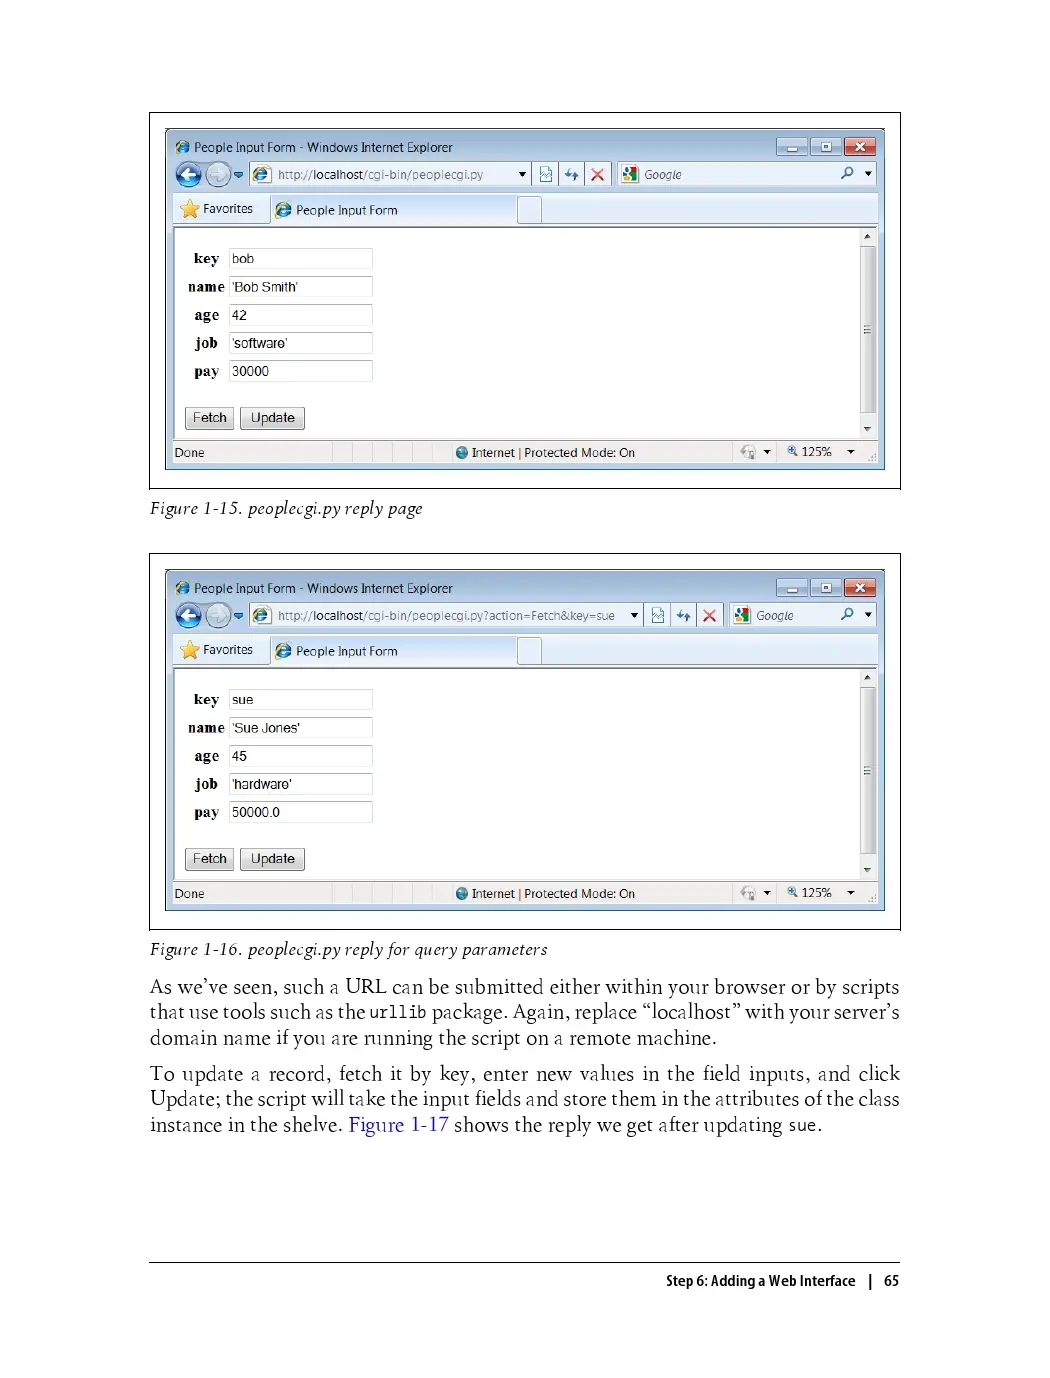 People Input Form - Windows Internet Explorer
http://localhost/cgi-bin/peoplecgi.py
Google
Favorites
People Input Form
key bob
name 'Bob Smith'
age 42
job 'software'
pay 30000
Fetch Update
Done Internet | Protected Mode: On 125%
Figure 1-15. peoplecgi.py reply page
People Input Form - Windows Internet Explorer
http://localhost/cgi-bin/peoplecgi.py?action=Fetch&key=sue
Google
Favorites
People Input Form
key sue
name 'Sue Jones'
age 45
job 'hardware'
pay 50000.0
Fetch Update
Done Internet | Protected Mode: On 125%
Figure 1-16. peoplecgi.py reply for query parameters
As we’ve seen, such a URL can be submitted either within your browser or by scripts
that use tools such as the urllib package. Again, replace “localhost” with your server’s
domain name if you are running the script on a remote machine.
To update a record, fetch it by key, enter new values in the field inputs, and click
Update; the script will take the input fields and store them in the attributes of the class
instance in the shelve. Figure 1-17 shows the reply we get after updating sue.
Step 6: Adding a Web Interface | 65